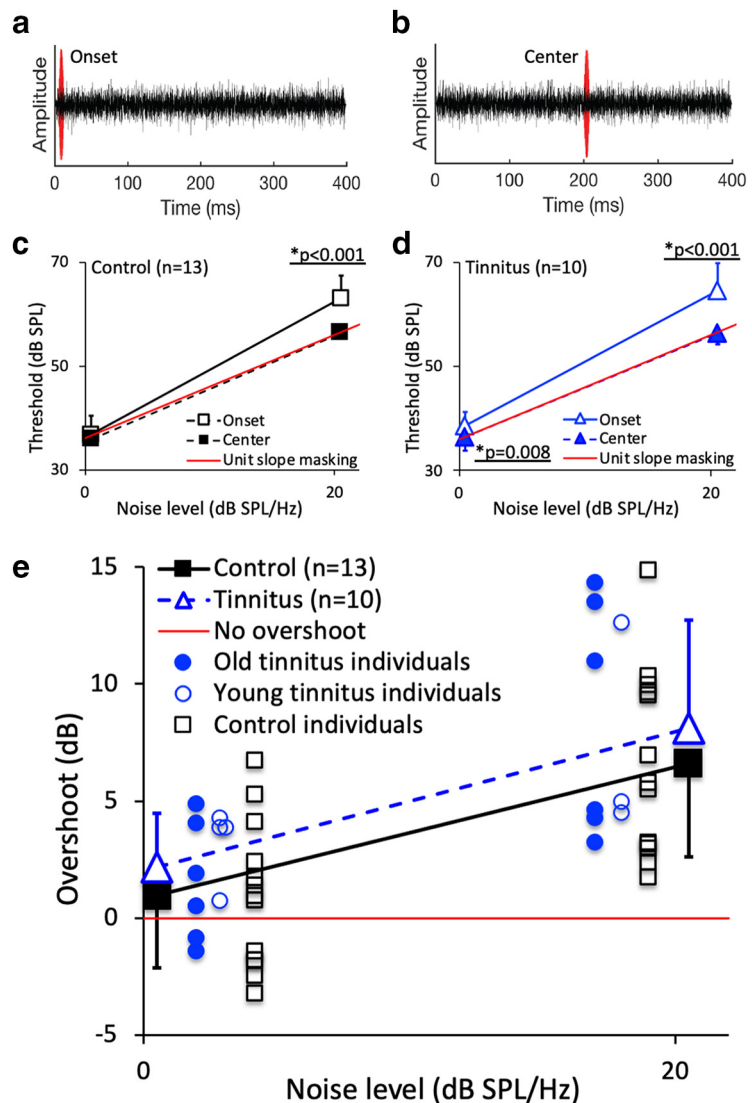 a
Amplitude
Onset
0 100 200 300 400
Time (ms)
b
Amplitude
Center
0 100 200 300 400
Time (ms)
c
Threshold (dB SPL)
70
50
30
Control (n=13)
*p<0.001
Onset
Center
Unit slope masking
0 20
Noise level (dB SPL/Hz)
d
Threshold (dB SPL)
70
50
30
Tinnitus (n=10)
*p<0.001
Onset
Center
Unit slope masking
*p=0.008
0 20
Noise level (dB SPL/Hz)
e
Overshoot (dB)
15
10
5
0
-5
Control (n=13)
Tinnitus (n=10)
No overshoot
Old tinnitus individuals
Young tinnitus individuals
Control individuals
0 20
Noise level (dB SPL/Hz)